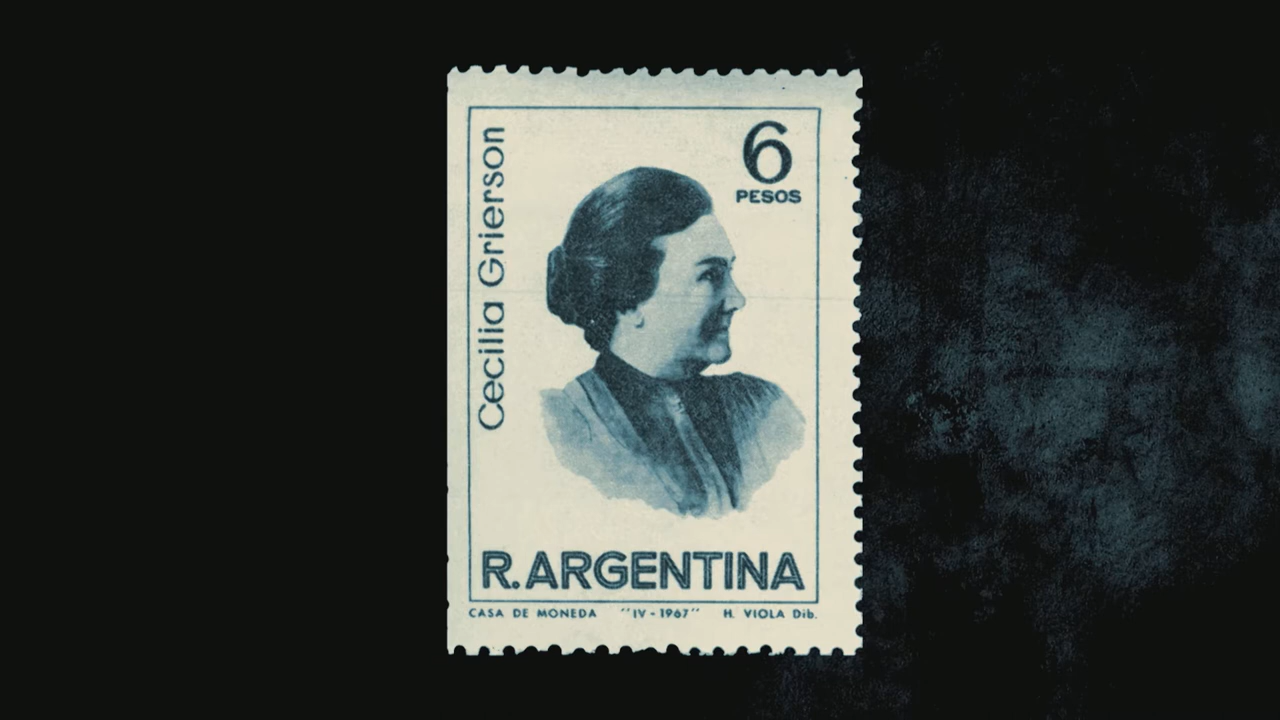 Cecilia Grierson
6
PESOS
R. ARGENTINA
CASA DE MONEDA "IV - 1967" H. VIOLA Dib.